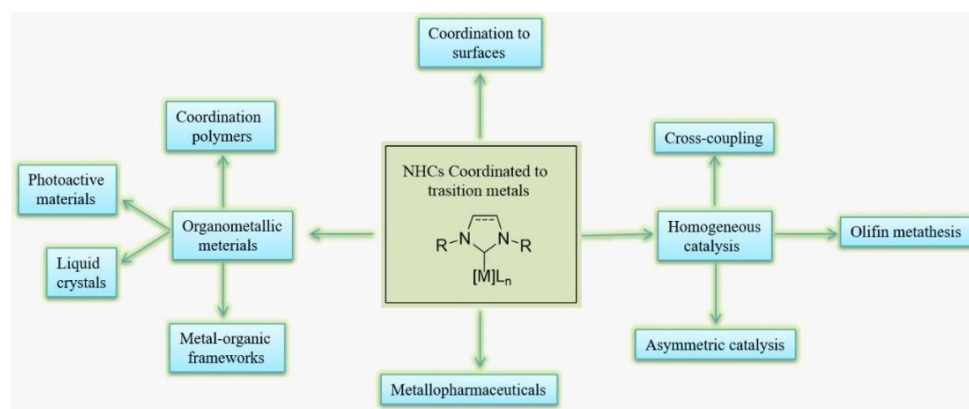 Coordination to
surfaces
Coordination
polymers
Cross-coupling
NHCs Coordinated to
trasition metals
Photoactive
materials
Organometallic
meterials
Homogeneous
catalysis
Olifin metathesis
R N N R
[M]Ln
Liquid
crystals
Metal-organic
frameworks
Asymmetric catalysis
Metallopharmaceuticals